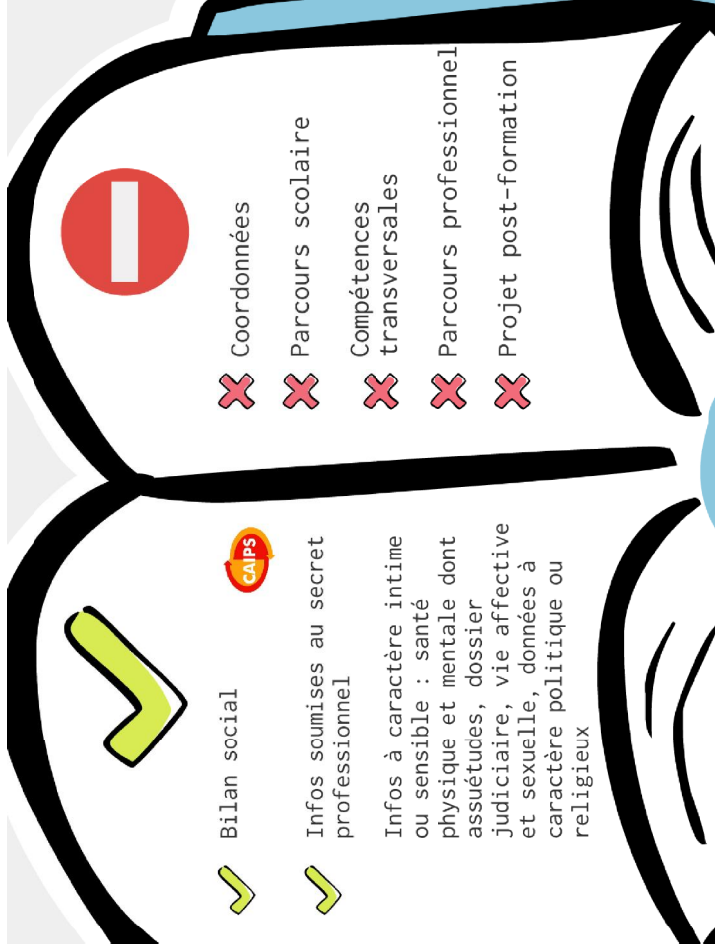 Bilan social
CAIPS
Infos soumises au secret
professionnel
Infos à caractère intime
ou sensible : santé
physique et mentale dont
assuétudes, dossier
judiciaire, vie affective
et sexuelle, données à
caractère politique ou
religieux
Coordonnées
Parcours scolaire
Compétences
transversales
Parcours professionnel
Projet post-formation